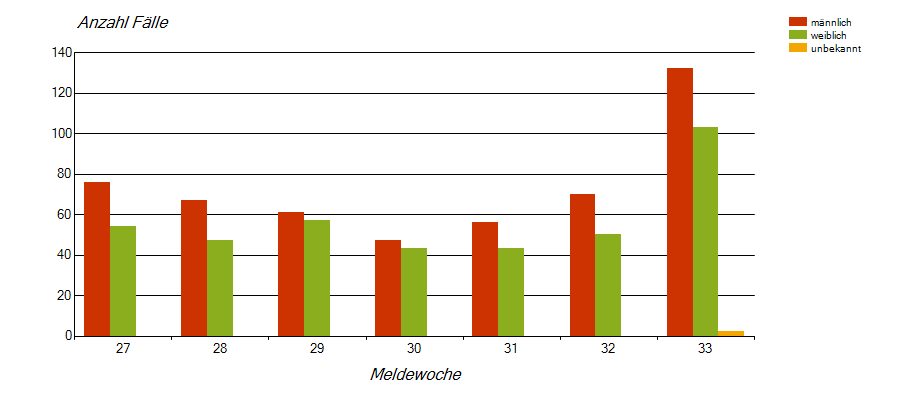 Anzahl Fälle
männlich
weiblich
unbekannt
140
120
100
80
60
40
20
0
27 28 29 30 31 32 33
Meldewoche